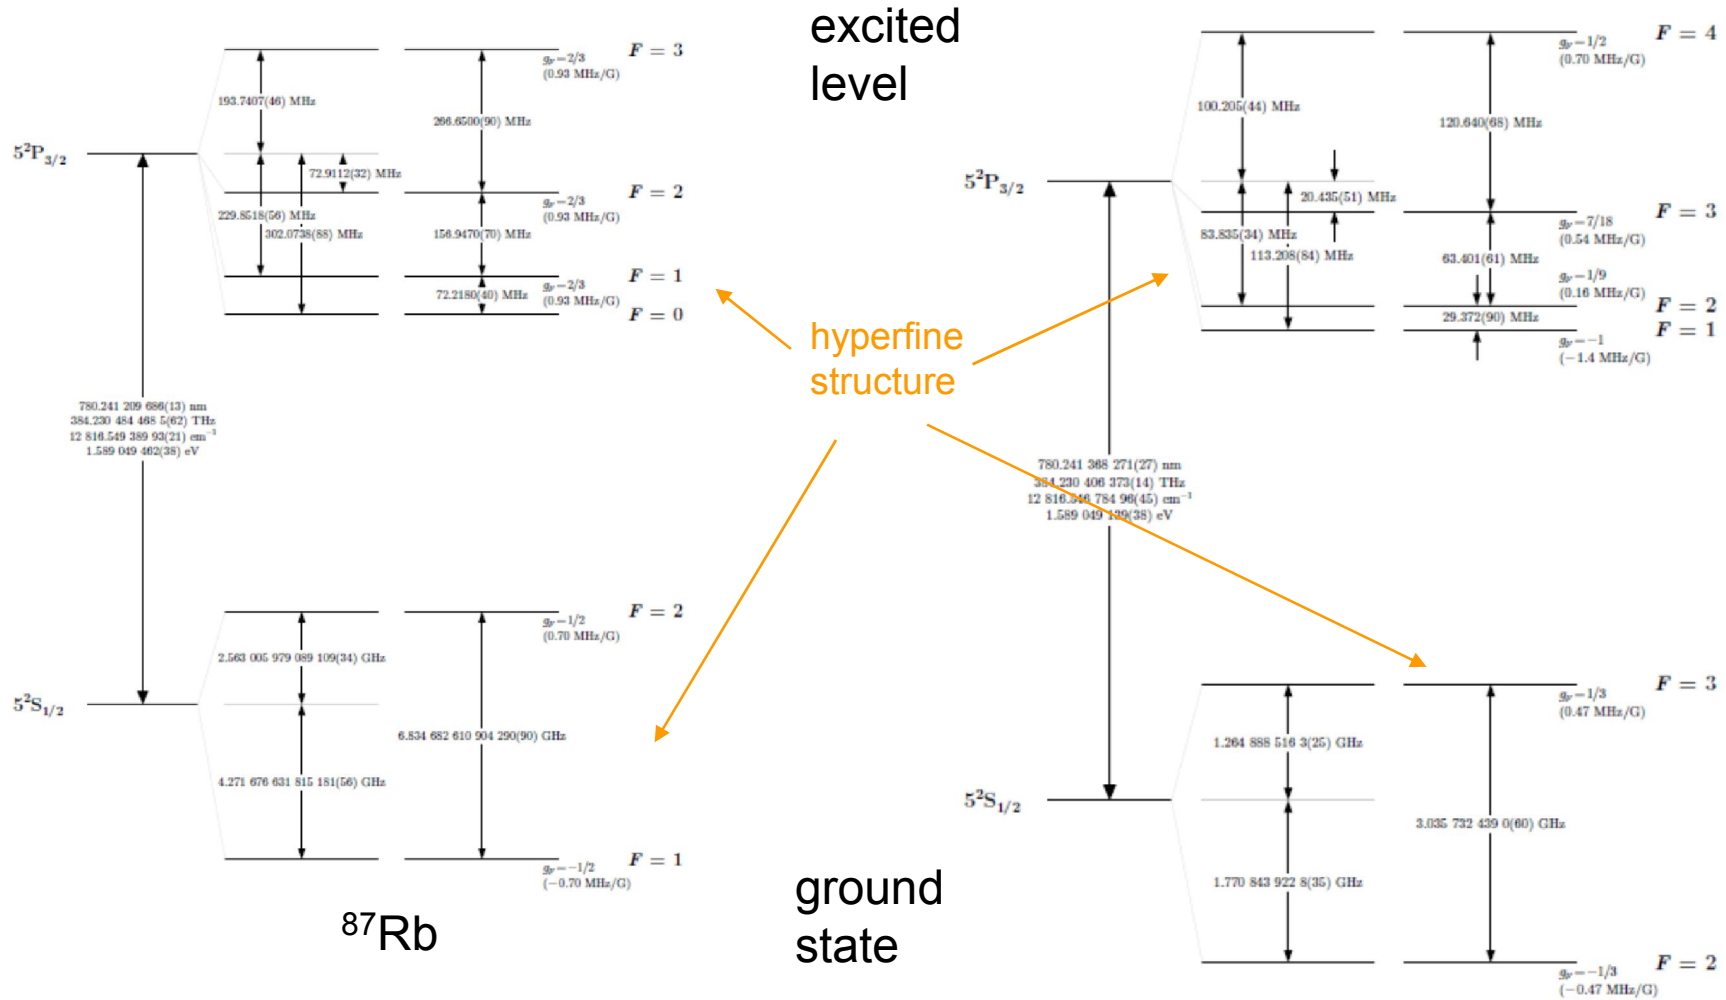 excited
level
F = 3
g_F = 2/3
(0.93 MHz/G)
193.7407(46) MHz
266.6500(90) MHz
5²P₃/₂
72.9112(32) MHz
F = 2
g_F = 2/3
(0.93 MHz/G)
229.8518(56) MHz
302.0738(88) MHz
156.9470(70) MHz
F = 1
g_F = 2/3
(0.93 MHz/G)
72.2180(40) MHz
F = 0
780.241 209 686(13) nm
384.230 484 468 5(62) THz
12 816.549 389 93(21) cm⁻¹
1.589 049 462(38) eV
F = 2
g_F = 1/2
(0.70 MHz/G)
2.563 005 979 089 109(34) GHz
5²S₁/₂
6.834 682 610 904 290(90) GHz
4.271 676 631 815 181(56) GHz
F = 1
g_F = −1/2
(−0.70 MHz/G)
⁸⁷Rb
hyperfine
structure
ground
state
F = 4
g_F = 1/2
(0.70 MHz/G)
100.205(44) MHz
120.640(68) MHz
5²P₃/₂
20.435(51) MHz
F = 3
g_F = 7/18
(0.54 MHz/G)
83.835(34) MHz
113.208(84) MHz
63.401(61) MHz
g_F = 1/9
(0.16 MHz/G)
F = 2
29.372(90) MHz
F = 1
g_F = −1
(−1.4 MHz/G)
780.241 368 271(27) nm
384.230 406 373(14) THz
12 816.546 784 96(45) cm⁻¹
1.589 049 139(38) eV
F = 3
g_F = 1/3
(0.47 MHz/G)
1.264 888 516 3(25) GHz
5²S₁/₂
3.035 732 439 0(60) GHz
1.770 843 922 8(35) GHz
F = 2
g_F = −1/3
(−0.47 MHz/G)